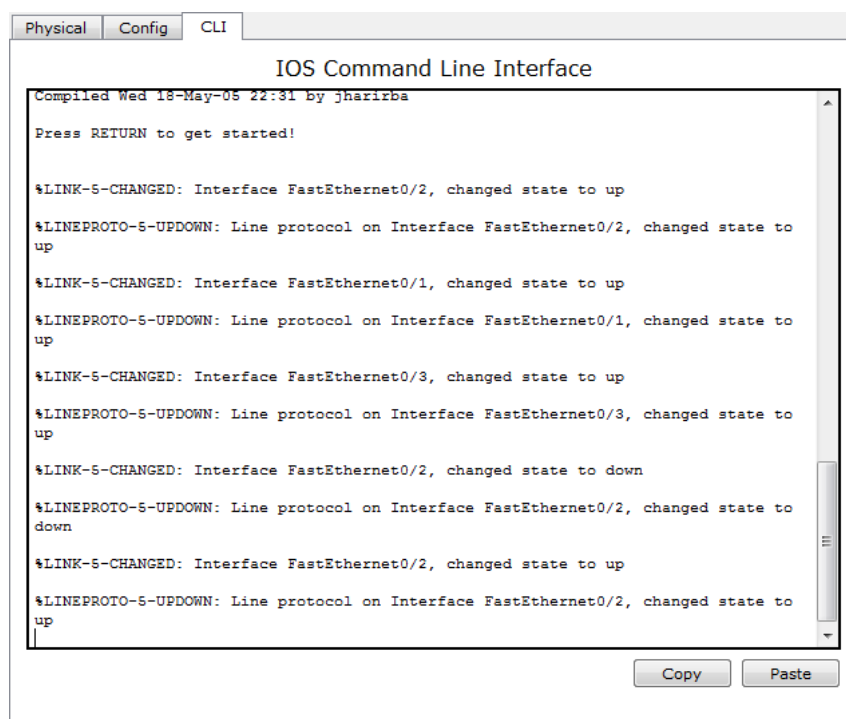 Physical Config CLI
IOS Command Line Interface
Compiled Wed 18-May-05 22:31 by jharirba
Press RETURN to get started!
%LINK-5-CHANGED: Interface FastEthernet0/2, changed state to up
%LINEPROTO-5-UPDOWN: Line protocol on Interface FastEthernet0/2, changed state to
up
%LINK-5-CHANGED: Interface FastEthernet0/1, changed state to up
%LINEPROTO-5-UPDOWN: Line protocol on Interface FastEthernet0/1, changed state to
up
%LINK-5-CHANGED: Interface FastEthernet0/3, changed state to up
%LINEPROTO-5-UPDOWN: Line protocol on Interface FastEthernet0/3, changed state to
up
%LINK-5-CHANGED: Interface FastEthernet0/2, changed state to down
%LINEPROTO-5-UPDOWN: Line protocol on Interface FastEthernet0/2, changed state to
down
%LINK-5-CHANGED: Interface FastEthernet0/2, changed state to up
%LINEPROTO-5-UPDOWN: Line protocol on Interface FastEthernet0/2, changed state to
up
Copy Paste